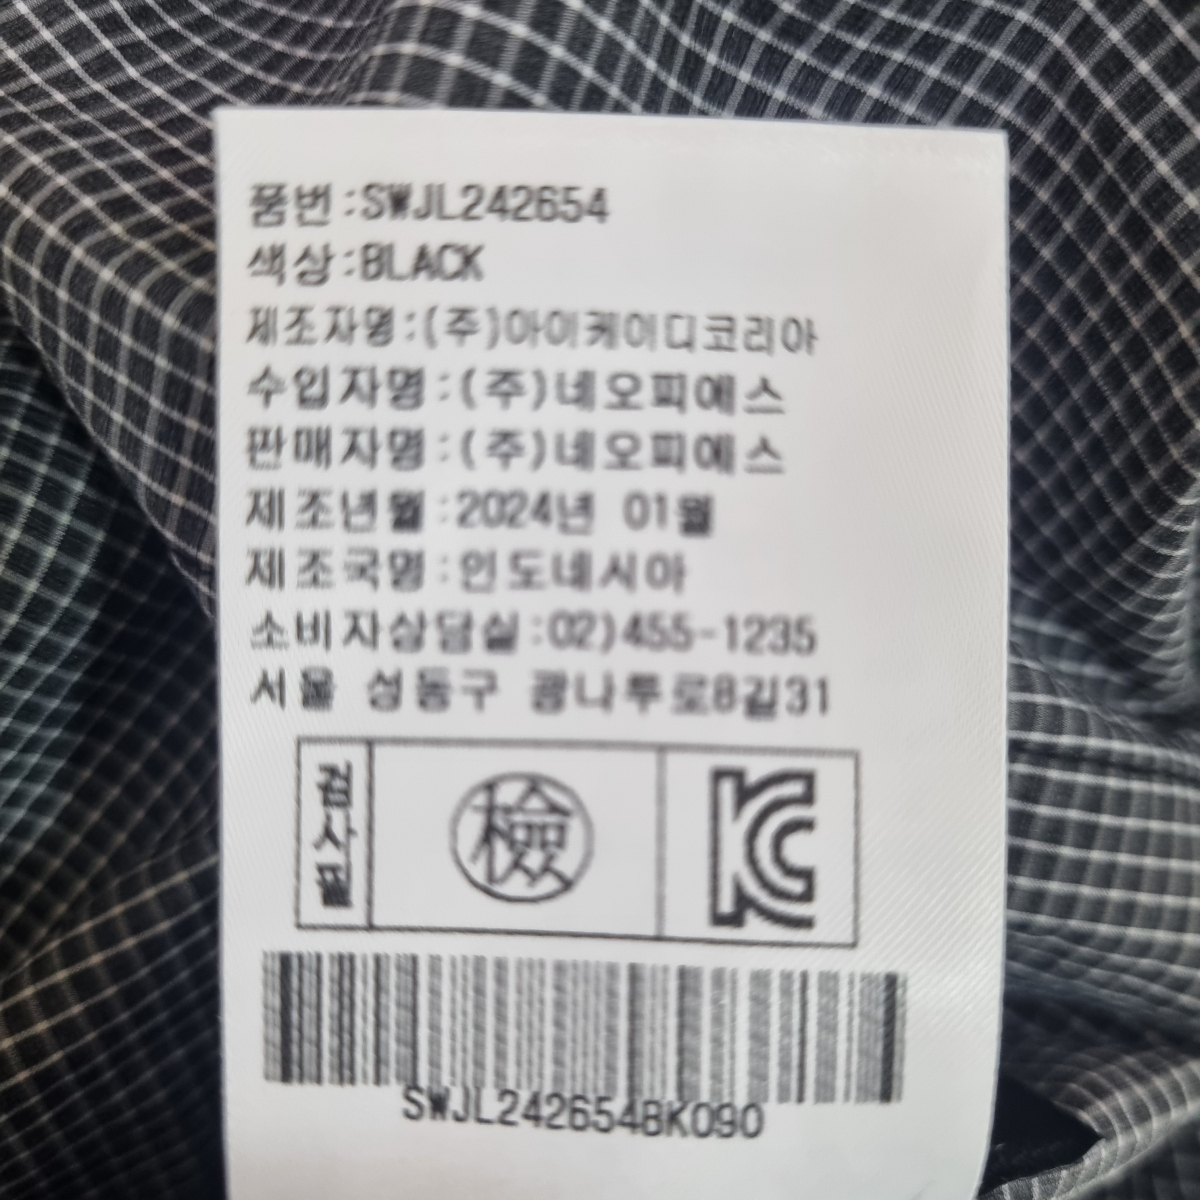 품번:SWJL242654
색상:BLACK
제조자명:(주)아이케이디코리아
수입자명:(주)네오피에스
판매자명:(주)네오피에스
제조년월:2024년 01월
제조국명:인도네시아
소비자상담실:02)455-1235
서울 성동구 광나루로8길31
검사필
檢
KC
SWJL242654BK090